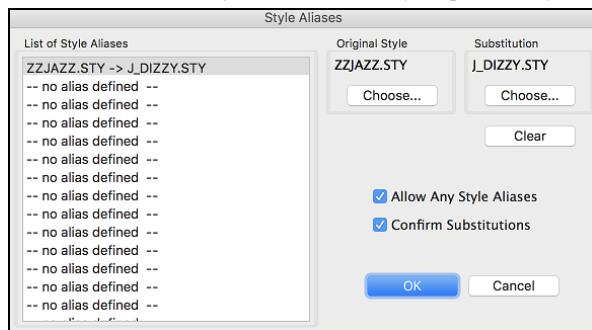 Style Aliases
List of Style Aliases
ZZJAZZ.STY -> J_DIZZY.STY
-- no alias defined --
-- no alias defined --
-- no alias defined --
-- no alias defined --
-- no alias defined --
-- no alias defined --
-- no alias defined --
-- no alias defined --
-- no alias defined --
-- no alias defined --
-- no alias defined --
-- no alias defined --
-- no alias defined --
Original Style
ZZJAZZ.STY
Choose...
Substitution
J_DIZZY.STY
Choose...
Clear
Allow Any Style Aliases
Confirm Substitutions
OK
Cancel